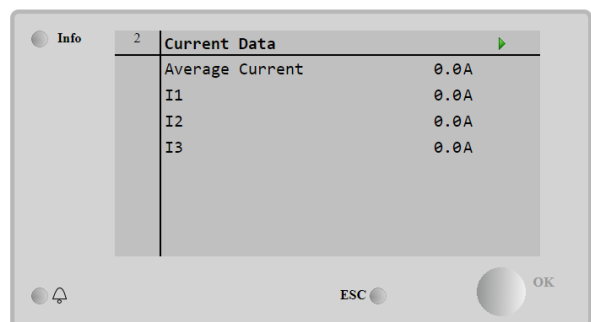 Info
2 Current Data
Average Current 0.0A
I1 0.0A
I2 0.0A
I3 0.0A
ESC
OK